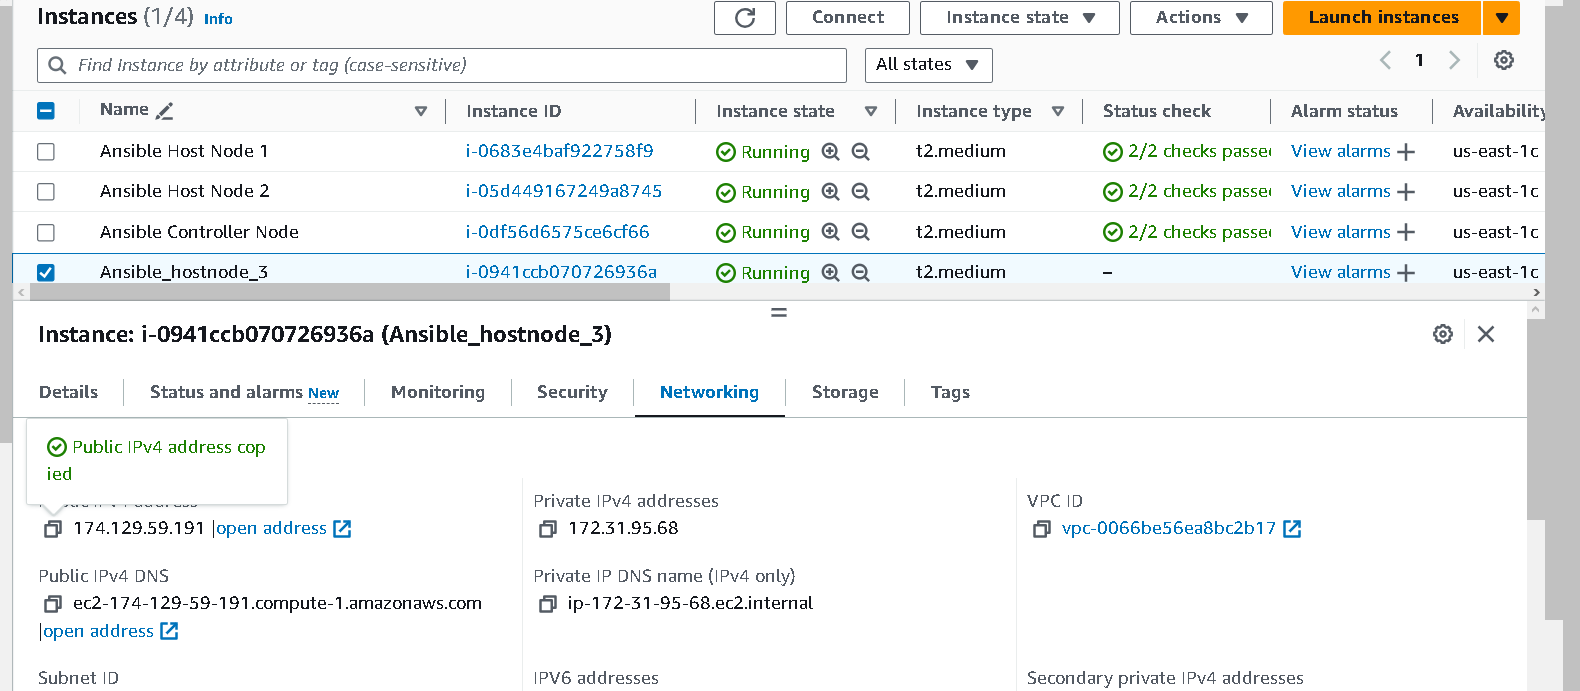 Instances (1/4) Info
Connect
Instance state
Actions
Launch instances
Find Instance by attribute or tag (case-sensitive)
All states
1
Name Instance ID Instance state Instance type Status check Alarm status Availability
Ansible Host Node 1 i-0683e4baf922758f9 Running t2.medium 2/2 checks passe View alarms + us-east-1c
Ansible Host Node 2 i-05d449167249a8745 Running t2.medium 2/2 checks passe View alarms + us-east-1c
Ansible Controller Node i-0df56d6575ce6cf66 Running t2.medium 2/2 checks passe View alarms + us-east-1c
Ansible_hostnode_3 i-0941ccb070726936a Running t2.medium – View alarms + us-east-1c
Instance: i-0941ccb070726936a (Ansible_hostnode_3)
Details
Status and alarms New
Monitoring
Security
Networking
Storage
Tags
Public IPv4 address cop
ied
174.129.59.191 |open address
Private IPv4 addresses
172.31.95.68
VPC ID
vpc-0066be56ea8bc2b17
Public IPv4 DNS
ec2-174-129-59-191.compute-1.amazonaws.com
|open address
Private IP DNS name (IPv4 only)
ip-172-31-95-68.ec2.internal
Subnet ID
IPV6 addresses
Secondary private IPv4 addresses